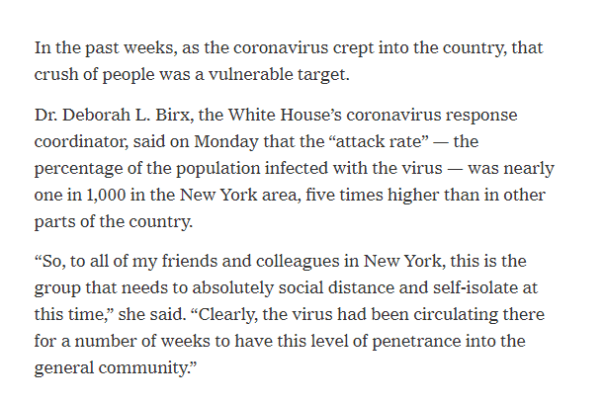 In the past weeks, as the coronavirus crept into the country, that
crush of people was a vulnerable target.
Dr. Deborah L. Birx, the White House’s coronavirus response
coordinator, said on Monday that the “attack rate” — the
percentage of the population infected with the virus — was nearly
one in 1,000 in the New York area, five times higher than in other
parts of the country.
“So, to all of my friends and colleagues in New York, this is the
group that needs to absolutely social distance and self-isolate at
this time,” she said. “Clearly, the virus had been circulating there
for a number of weeks to have this level of penetrance into the
general community.”